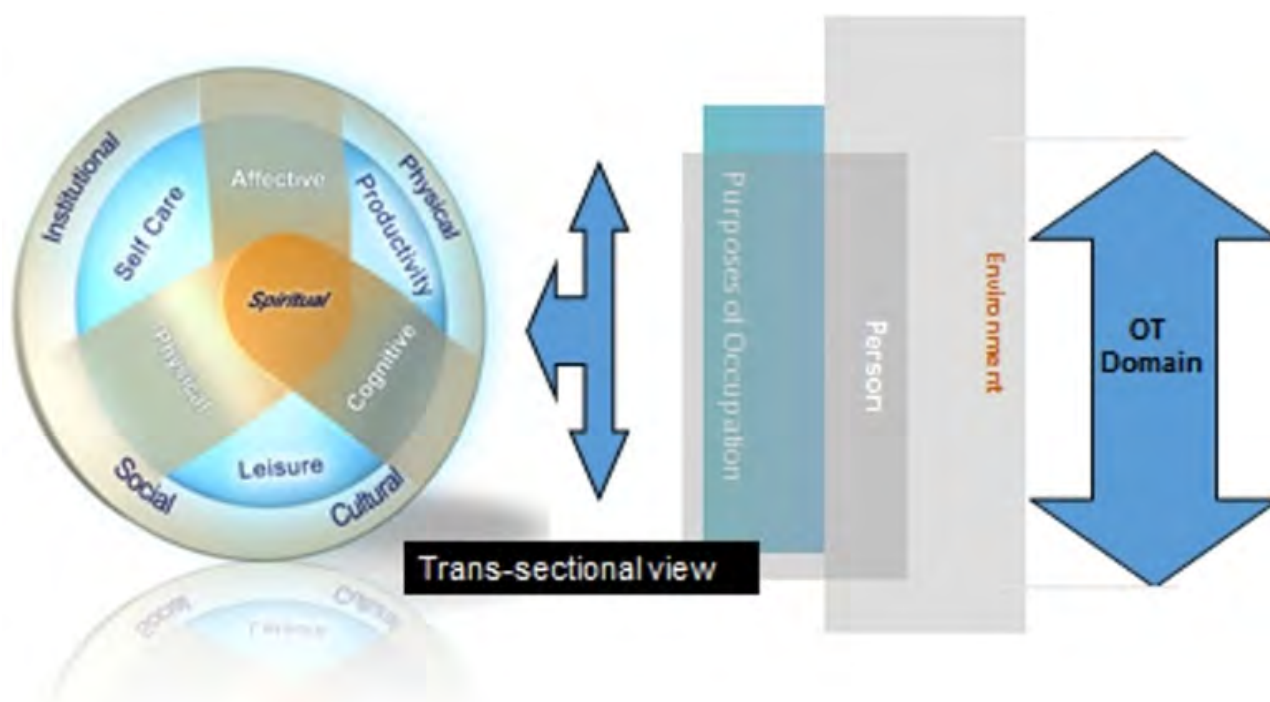 Institutional
Physical
Affective
Self Care
Productivity
Spiritual
Physical
Cognitive
Leisure
Social
Cultural
Trans-sectional view
Purposes of Occupation
Person
Environment
OT
Domain